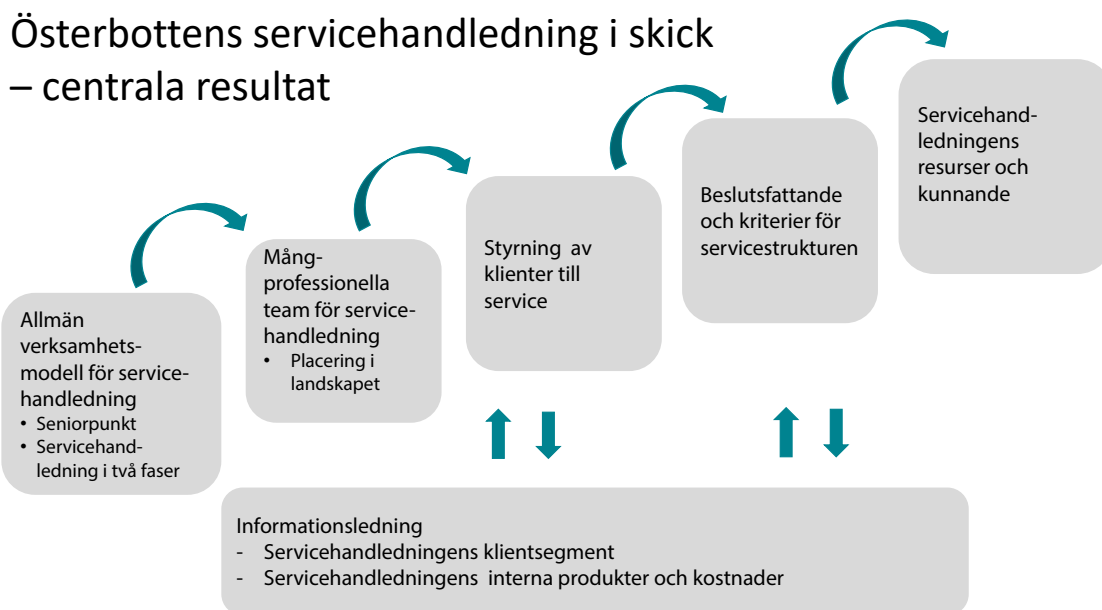 Österbottens servicehandledning i skick
– centrala resultat
Allmän
verksamhets-
modell för service-
handledning
• Seniorpunkt
• Servicehand-
ledning i två faser
Mång-
professionella
team för service-
handledning
• Placering i
landskapet
Styrning av
klienter till
service
Beslutsfattande
och kriterier för
servicestrukturen
Servicehand-
ledningens
resurser och
kunnande
Informationsledning
- Servicehandledningens klientsegment
- Servicehandledningens interna produkter och kostnader